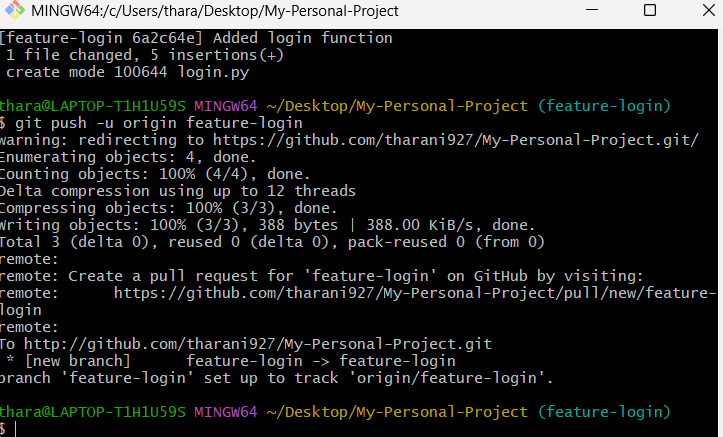 MINGW64:/c/Users/thara/Desktop/My-Personal-Project
[feature-login 6a2c64e] Added login function
 1 file changed, 5 insertions(+)
 create mode 100644 login.py
thara@LAPTOP-T1H1U59S MINGW64 ~/Desktop/My-Personal-Project (feature-login)
$ git push -u origin feature-login
warning: redirecting to https://github.com/tharani927/My-Personal-Project.git/
Enumerating objects: 4, done.
Counting objects: 100% (4/4), done.
Delta compression using up to 12 threads
Compressing objects: 100% (3/3), done.
Writing objects: 100% (3/3), 388 bytes | 388.00 KiB/s, done.
Total 3 (delta 0), reused 0 (delta 0), pack-reused 0 (from 0)
remote:
remote: Create a pull request for 'feature-login' on GitHub by visiting:
remote:      https://github.com/tharani927/My-Personal-Project/pull/new/feature-
login
remote:
To http://github.com/tharani927/My-Personal-Project.git
 * [new branch]      feature-login -> feature-login
branch 'feature-login' set up to track 'origin/feature-login'.
thara@LAPTOP-T1H1U59S MINGW64 ~/Desktop/My-Personal-Project (feature-login)
$